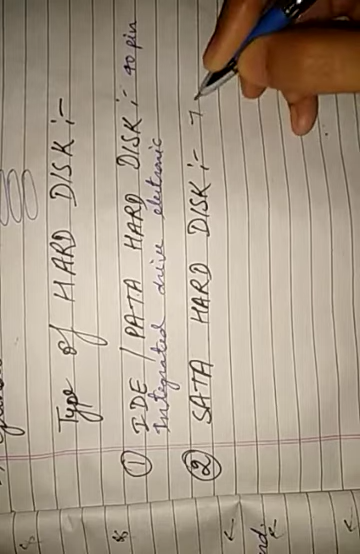 Type of HARD DISK :-
① IDE / PATA HARD DISK :- 40 pin
Integrated drive electronic
② SATA HARD DISK :- 7